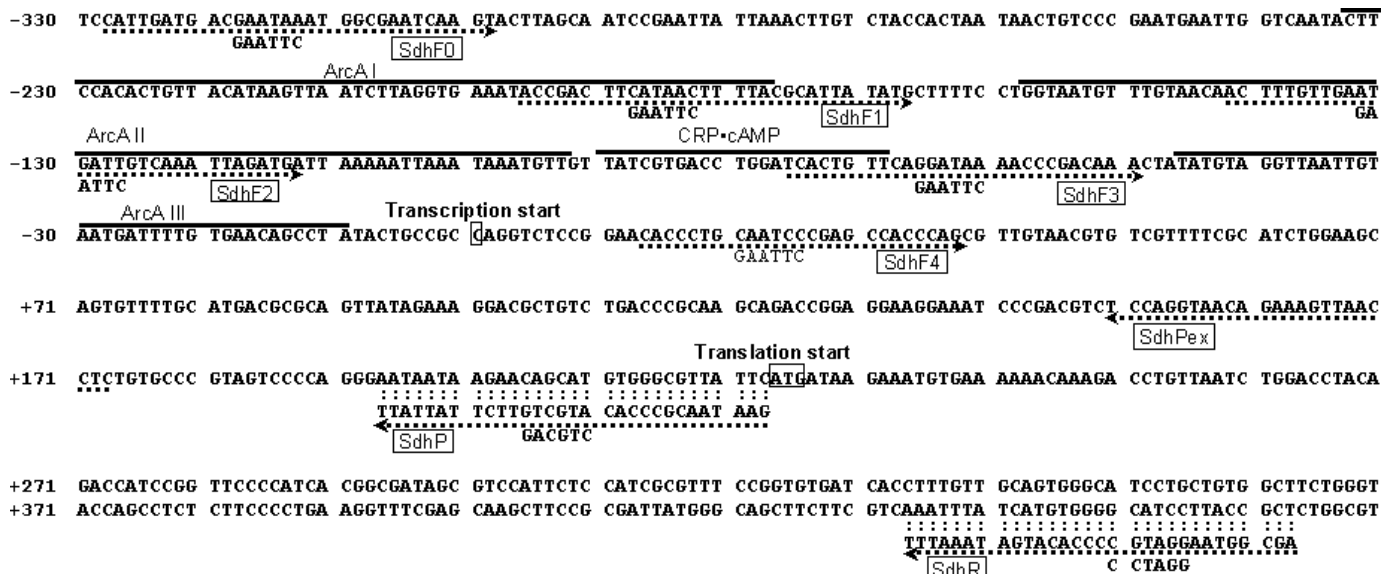 -330 TCCATTGATG ACGAATAAAT GGCGAATCAA GTACTTAGCA ATCCGAATTA TTAAACTTGT CTACCACTAA TAACTGTCCC GAATGAATTG GTCAATACTT
GAATTC SdhF0
ArcA I
-230 CCACACTGTT ACATAAGTTA ATCTTAGGTG AAATACCGAC TTCATAACTT TTACGCATTA TATGCTTTTC CTGGTAATGT TTGTAACAAC TTTGTTGAAT
GAATTC SdhF1 GA
ArcA II CRP•cAMP
-130 GATTGTCAAA TTAGATGATT AAAAATTAAA TAAATGTTGT TATCGTGACC TGGATCACTG TTCAGGATAA AACCCGACAA ACTATATGTA GGTTAATTGT
ATTC SdhF2 GAATTC SdhF3
ArcA III Transcription start
-30 AATGATTTTG TGAACAGCCT ATACTGCCGC CAGGTCTCCG GAACACCCTG CAATCCCGAG CCACCCAGCG TTGTAACGTG TCGTTTTCGC ATCTGGAAGC
GAATTC SdhF4
+71 AGTGTTTTGC ATGACGCGCA GTTATAGAAA GGACGCTGTC TGACCCGCAA GCAGACCGGA GGAAGGAAAT CCCGACGTCT CCAGGTAACA GAAAGTTAAC
SdhPex
Translation start
+171 CTCTGTGCCC GTAGTCCCCA GGGAATAATA AGAACAGCAT GTGGGCGTTA TTCATGATAAG GAAATGTGAAA AAAACAAAGA CCTGTTAATC TGGACCTACA
TTATTAT TCTTGTCGTA CACCCGCAAT AAG
SdhP GACGTC
+271 GACCATCCGG TTCCCCATCA CGGCGATAGC GTCCATTCTC CATCGCGTTT CCGGTGTGAT CACCTTTGTT GCAGTGGGCA TCCTGCTGTG GCTTCTGGGT
+371 ACCAGCCTCT CTTCCCCTGA AGGTTTCGAG CAAGCTTCCG CGATTATGGG CAGCTTCTTC GTCAAATTTA TCATGTGGGG CATCCTTACC GCTCTGGCGT
TTTAAAT AGTACACCCC GTAGGAATGG CGA
SdhR C CTAGG